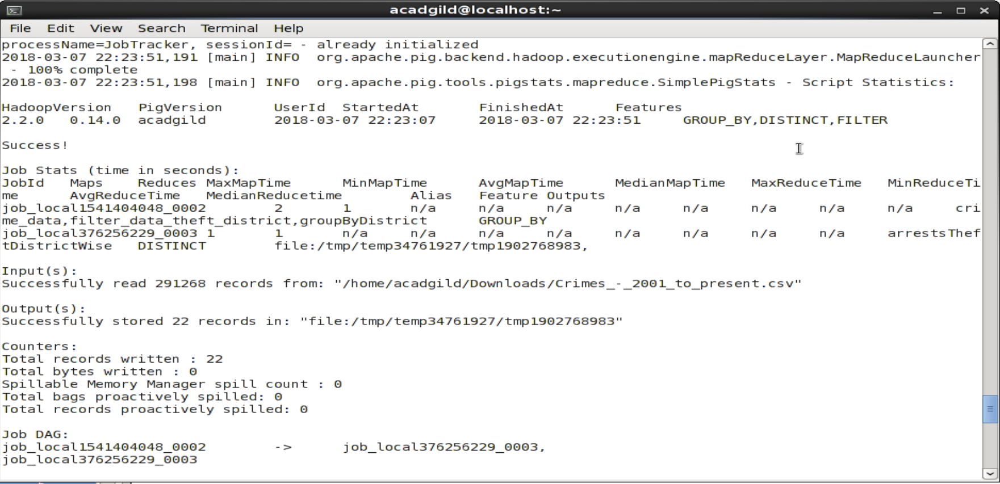 acadgild@localhost:~
File Edit View Search Terminal Help
processName=JobTracker, sessionId= - already initialized
2018-03-07 22:23:51,191 [main] INFO  org.apache.pig.backend.hadoop.executionengine.mapReduceLayer.MapReduceLauncher
 - 100% complete
2018-03-07 22:23:51,198 [main] INFO  org.apache.pig.tools.pigstats.mapreduce.SimplePigStats - Script Statistics:
HadoopVersion   PigVersion      UserId  StartedAt       FinishedAt      Features
2.2.0   0.14.0  acadgild        2018-03-07 22:23:07     2018-03-07 22:23:51     GROUP_BY,DISTINCT,FILTER
Success!
Job Stats (time in seconds):
JobId   Maps    Reduces MaxMapTime      MinMapTime      AvgMapTime      MedianMapTime   MaxReduceTime   MinReduceTi
me      AvgReduceTime   MedianReducetime        Alias   Feature Outputs
job_local1541404048_0002        2       1       n/a     n/a     n/a     n/a     n/a     n/a     n/a     n/a     cri
me_data,filter_data_theft_district,groupByDistrict      GROUP_BY
job_local376256229_0003 1       1       n/a     n/a     n/a     n/a     n/a     n/a     n/a     n/a     arrestsThef
tDistrictWise   DISTINCT        file:/tmp/temp34761927/tmp1902768983,
Input(s):
Successfully read 291268 records from: "/home/acadgild/Downloads/Crimes_-_2001_to_present.csv"
Output(s):
Successfully stored 22 records in: "file:/tmp/temp34761927/tmp1902768983"
Counters:
Total records written : 22
Total bytes written : 0
Spillable Memory Manager spill count : 0
Total bags proactively spilled: 0
Total records proactively spilled: 0
Job DAG:
job_local1541404048_0002        ->      job_local376256229_0003,
job_local376256229_0003